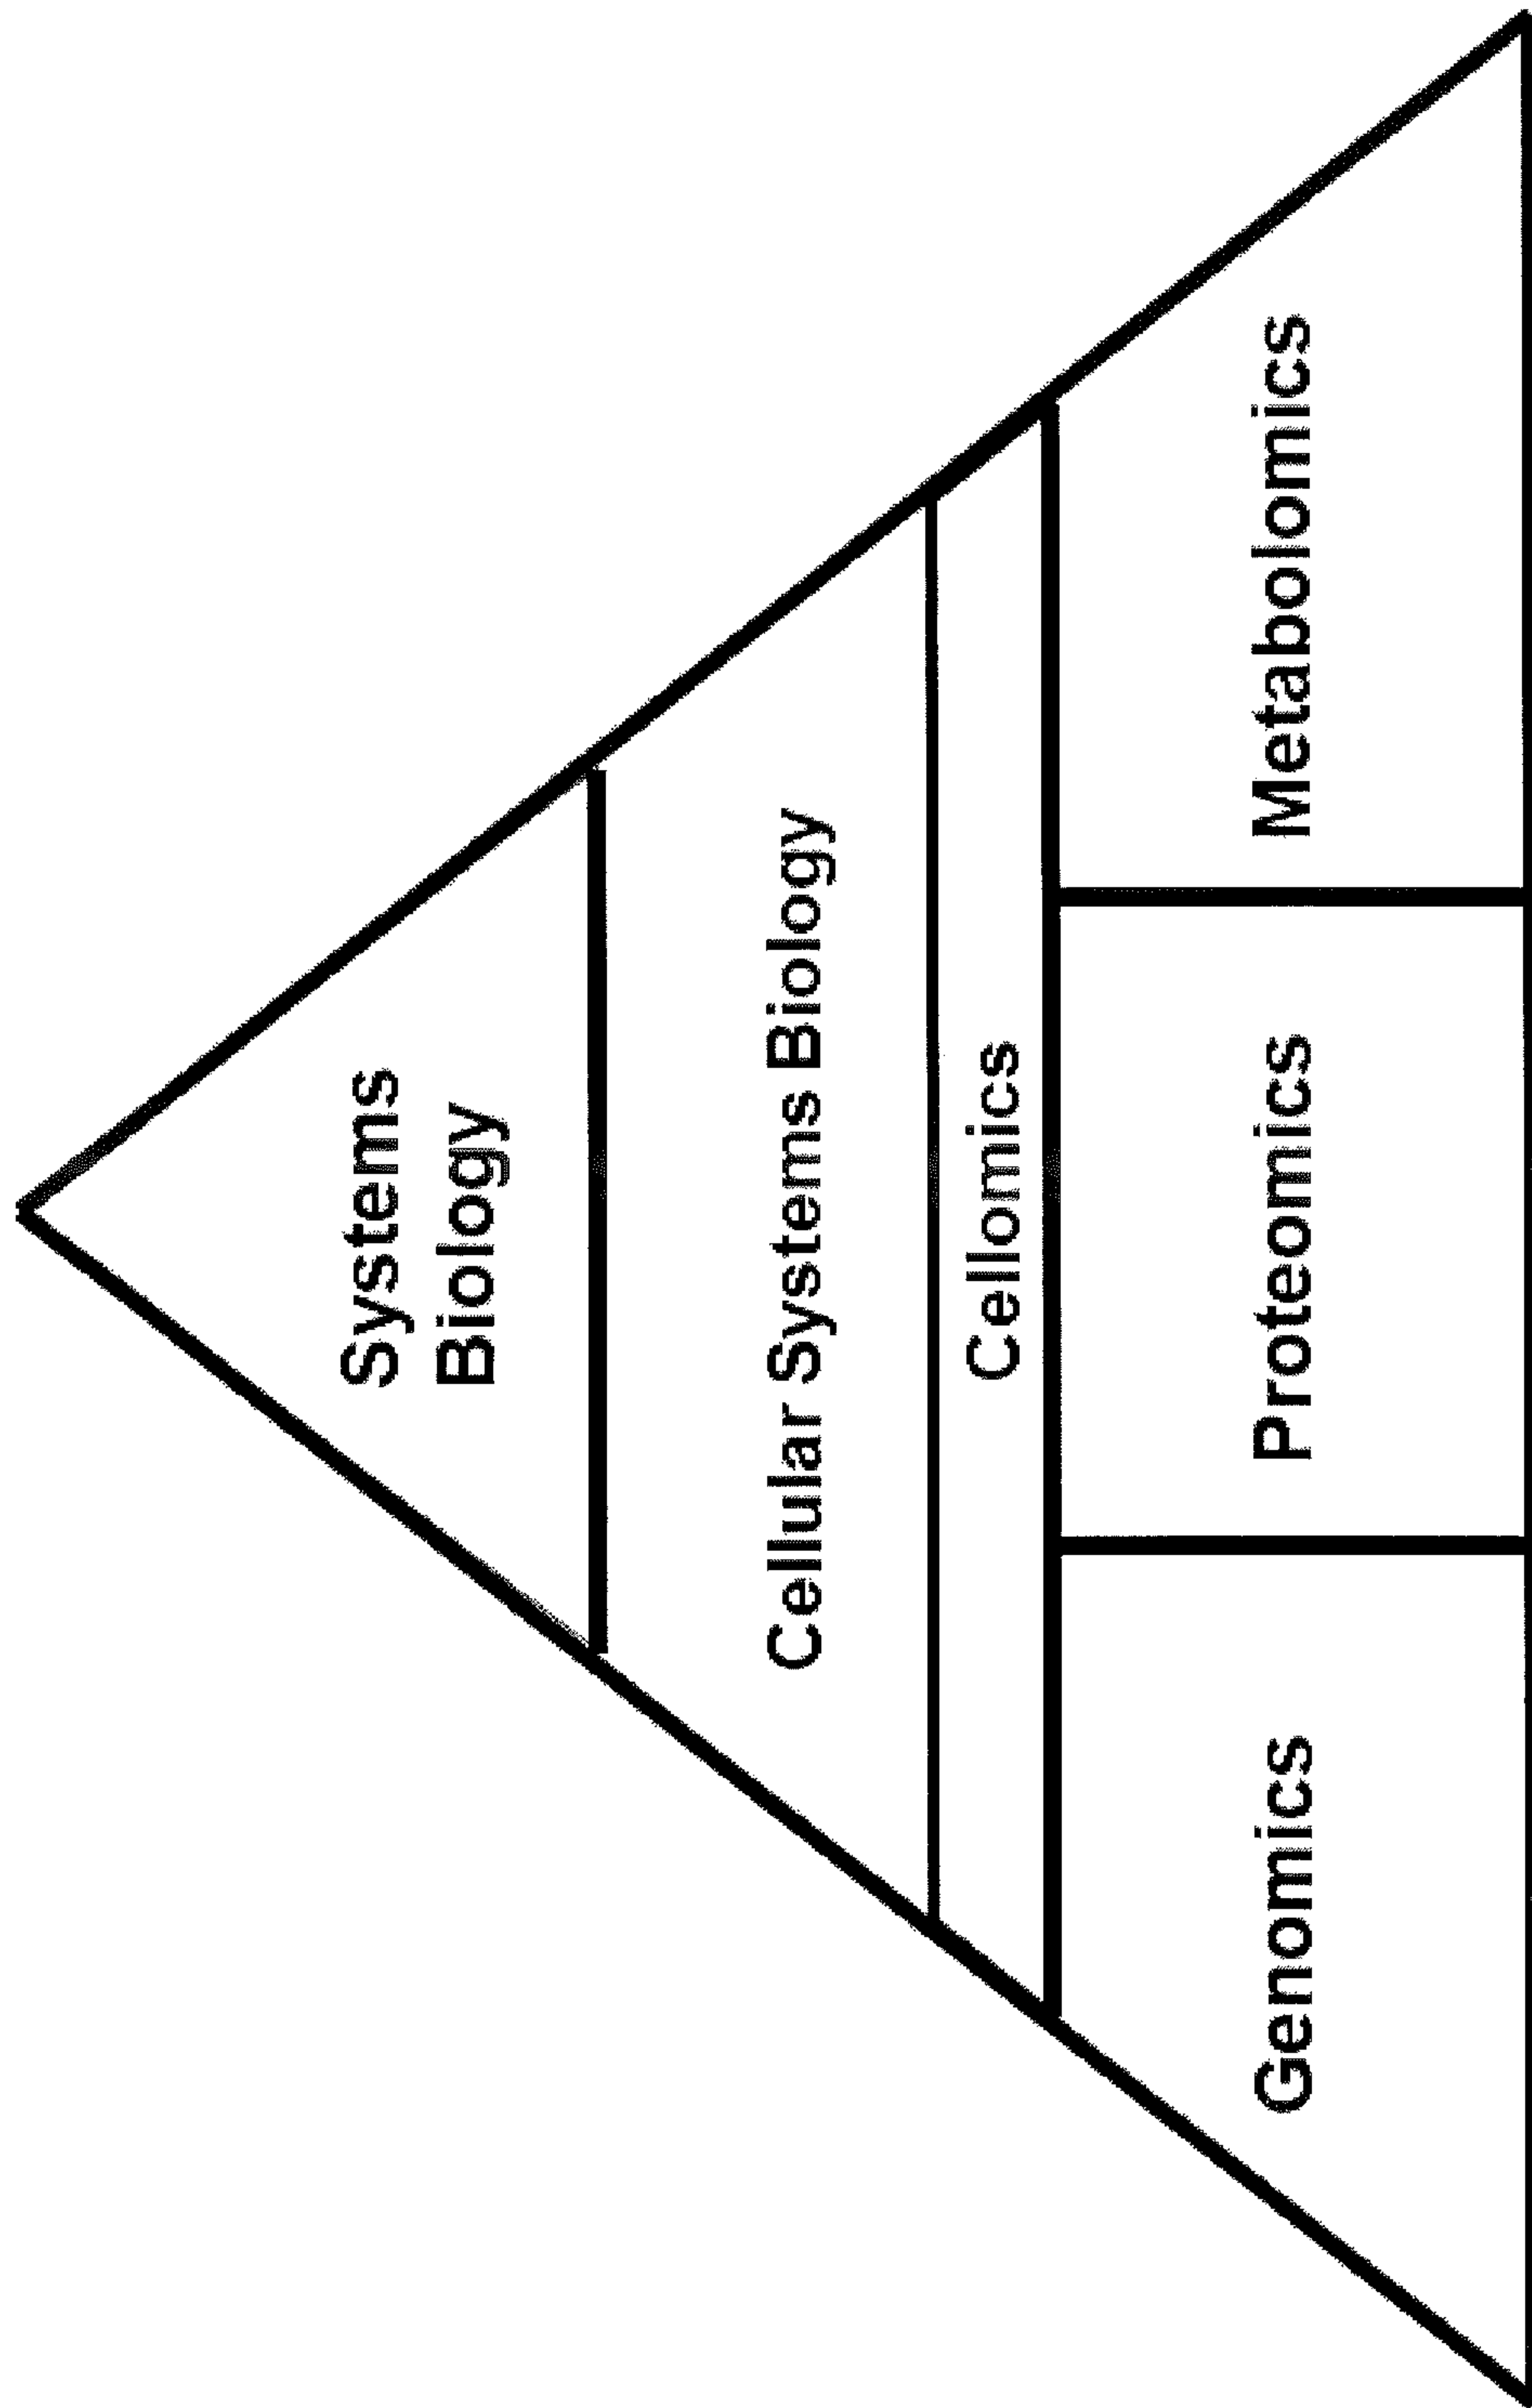 Systems
Biology
Cellular Systems Biology
Cellomics
Genomics
Proteomics
Metabolomics